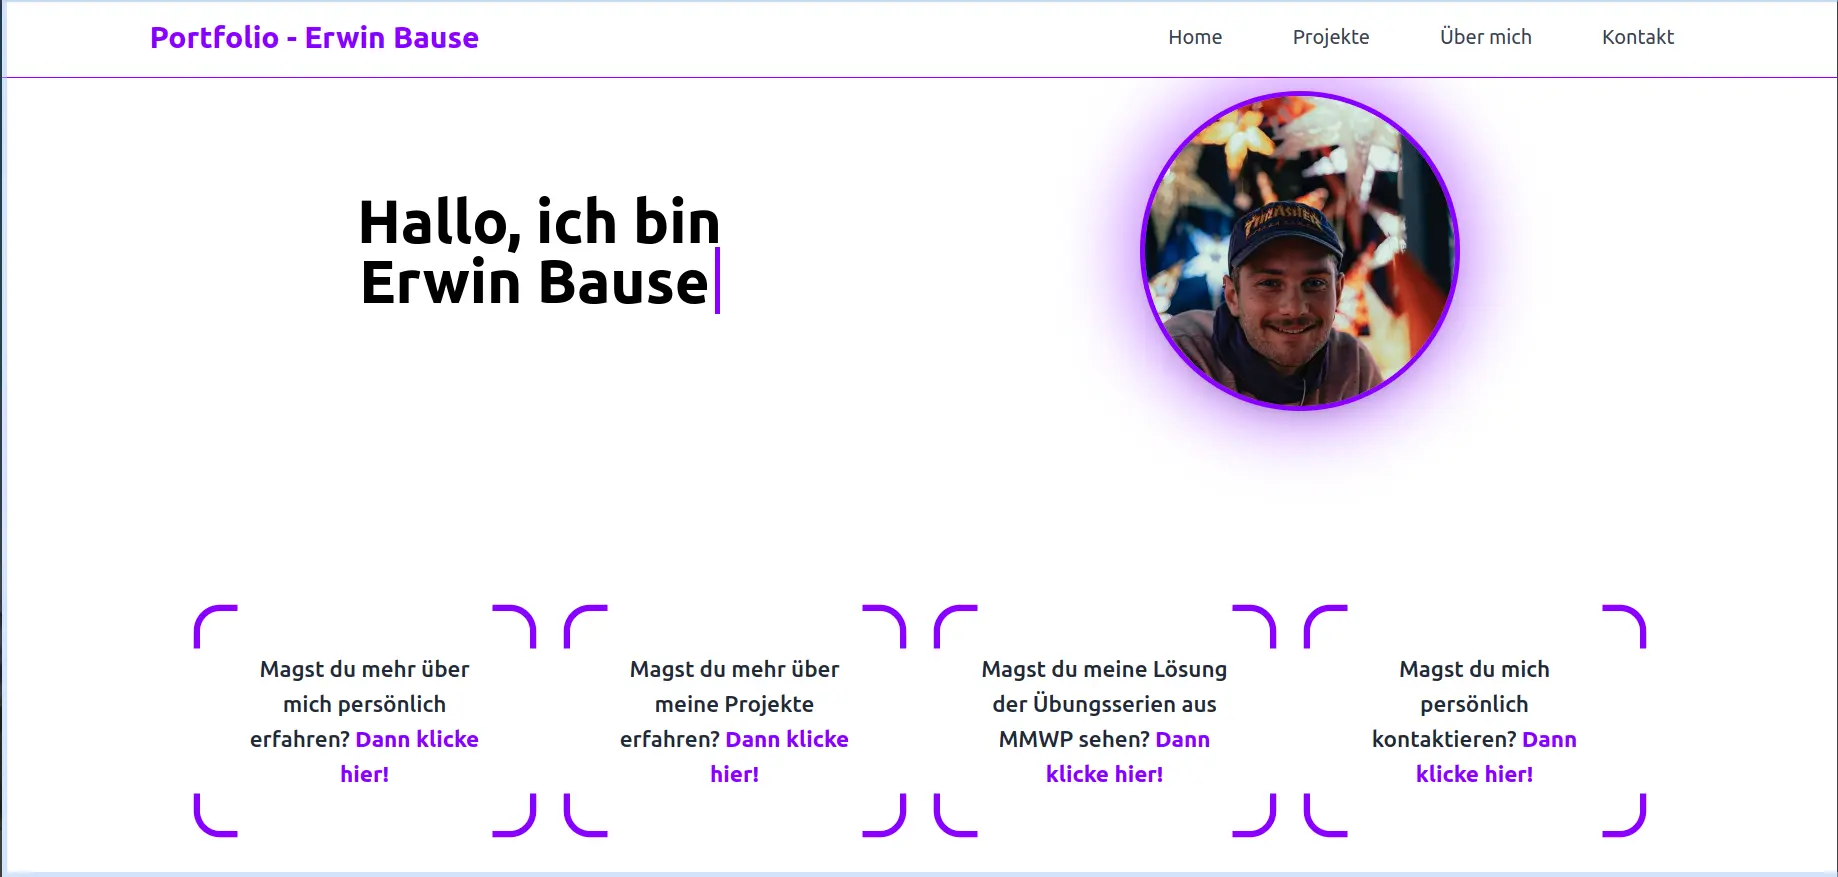 Portfolio - Erwin Bause
Home
Projekte
Über mich
Kontakt
Hallo, ich bin
Erwin Bause
THRASHER
Magst du mehr über
mich persönlich
erfahren? Dann klicke
hier!
Magst du mehr über
meine Projekte
erfahren? Dann klicke
hier!
Magst du meine Lösung
der Übungsserien aus
MMWP sehen? Dann
klicke hier!
Magst du mich
persönlich
kontaktieren? Dann
klicke hier!